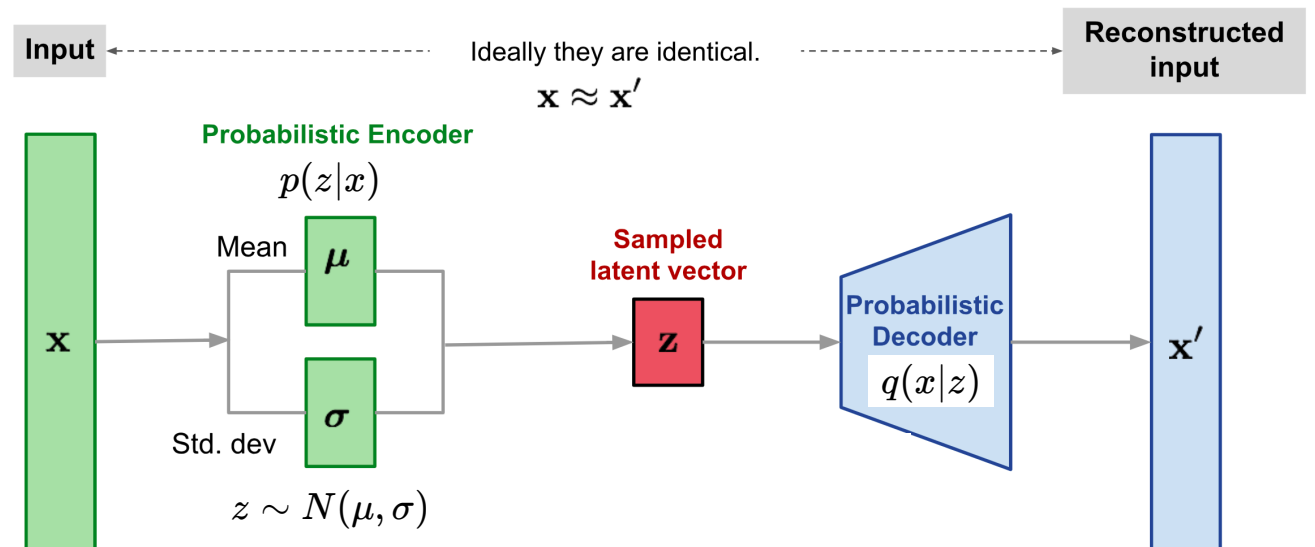 Input
Ideally they are identical.
x ≈ x′
Reconstructed
input
Probabilistic Encoder
p(z|x)
Mean
μ
Std. dev
σ
z ∼ N(μ, σ)
x
Sampled
latent vector
z
Probabilistic
Decoder
q(x|z)
x′